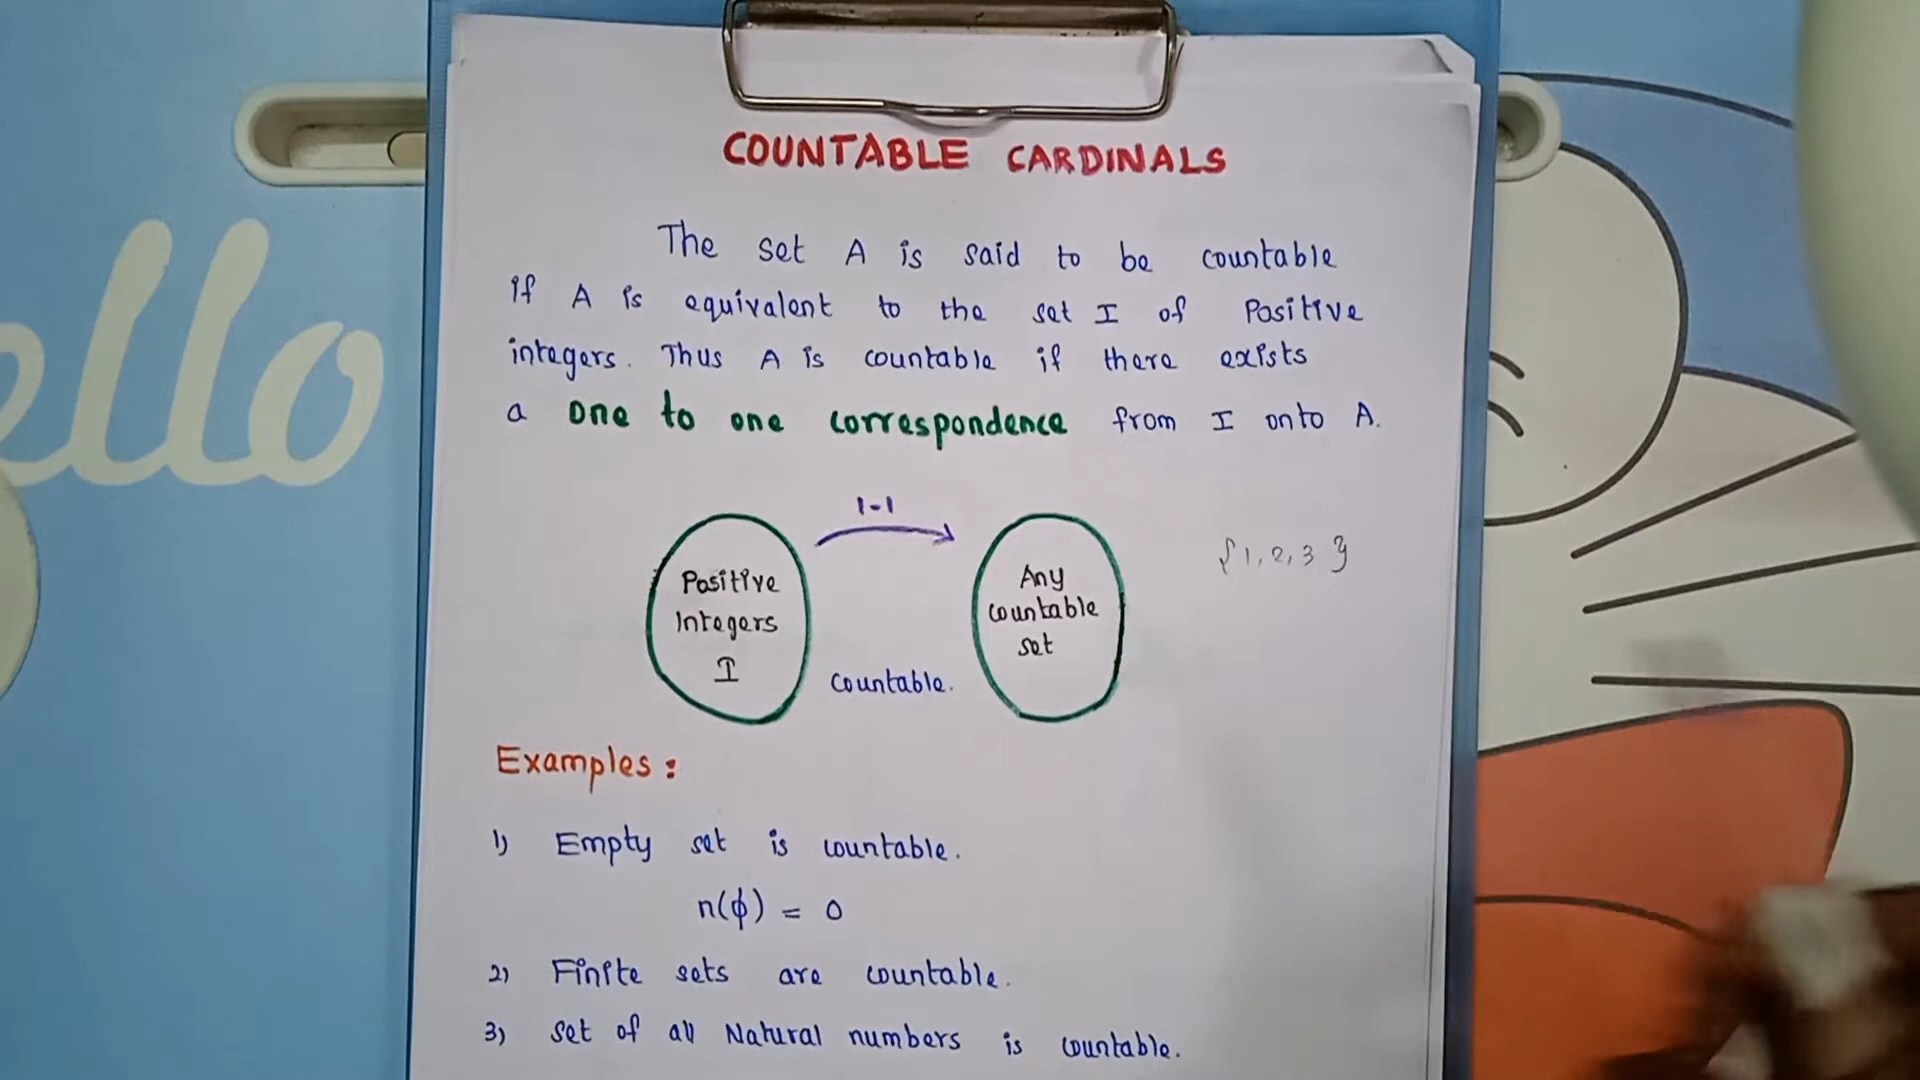 COUNTABLE CARDINALS
The set A is said to be countable
if A is equivalent to the set I of Positive
integers. Thus A is countable if there exists
a one to one correspondence from I onto A.
1-1
Positive
Integers
I
countable.
Any
countable
set
{1, 2, 3}
Examples:
1) Empty set is countable.
n(φ) = 0
2) Finite sets are countable.
3) set of all Natural numbers is countable.
ello